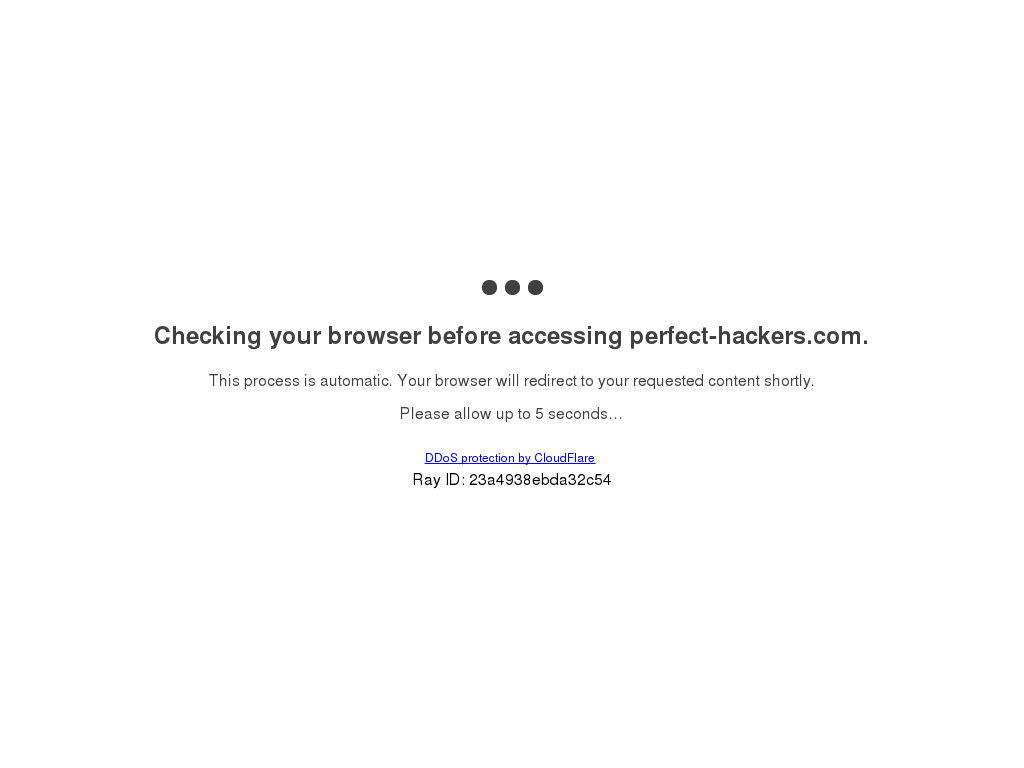 Checking your browser before accessing perfect-hackers.com.
This process is automatic. Your browser will redirect to your requested content shortly.
Please allow up to 5 seconds…
DDoS protection by CloudFlare
Ray ID: 23a4938ebda32c54